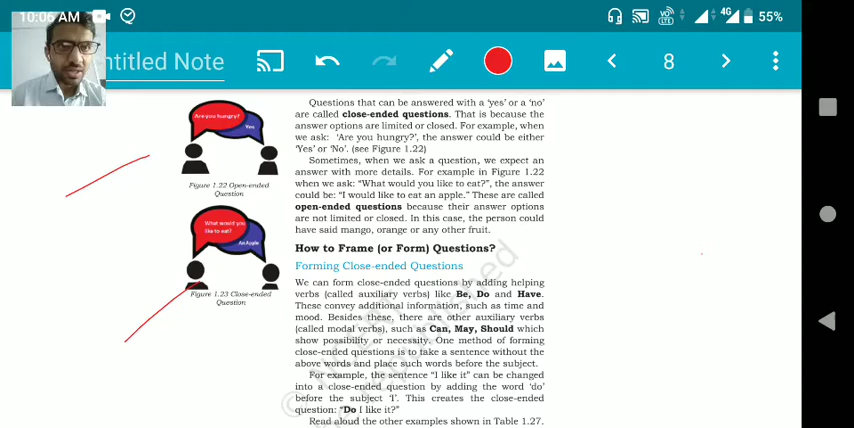 10:06 AM
VO
LTE
4G
55%
ntitled Note
8
Are you hungry?
Yes
Figure 1.22 Open-ended
Question
What would you
like to eat?
An Apple
Figure 1.23 Close-ended
Question
Questions that can be answered with a 'yes' or a 'no'
are called close-ended questions. That is because the
answer options are limited or closed. For example, when
we ask: 'Are you hungry?', the answer could be either
'Yes' or 'No'. (see Figure 1.22)
Sometimes, when we ask a question, we expect an
answer with more details. For example in Figure 1.22
when we ask: "What would you like to eat?", the answer
could be: "I would like to eat an apple." These are called
open-ended questions because their answer options
are not limited or closed. In this case, the person could
have said mango, orange or any other fruit.
How to Frame (or Form) Questions?
Forming Close-ended Questions
We can form close-ended questions by adding helping
verbs (called auxiliary verbs) like Be, Do and Have.
These convey additional information, such as time and
mood. Besides these, there are other auxiliary verbs
(called modal verbs), such as Can, May, Should which
show possibility or necessity. One method of forming
close-ended questions is to take a sentence without the
above words and place such words before the subject.
For example, the sentence "I like it" can be changed
into a close-ended question by adding the word 'do'
before the subject 'I'. This creates the close-ended
question: "Do I like it?"
Read aloud the other examples shown in Table 1.27.